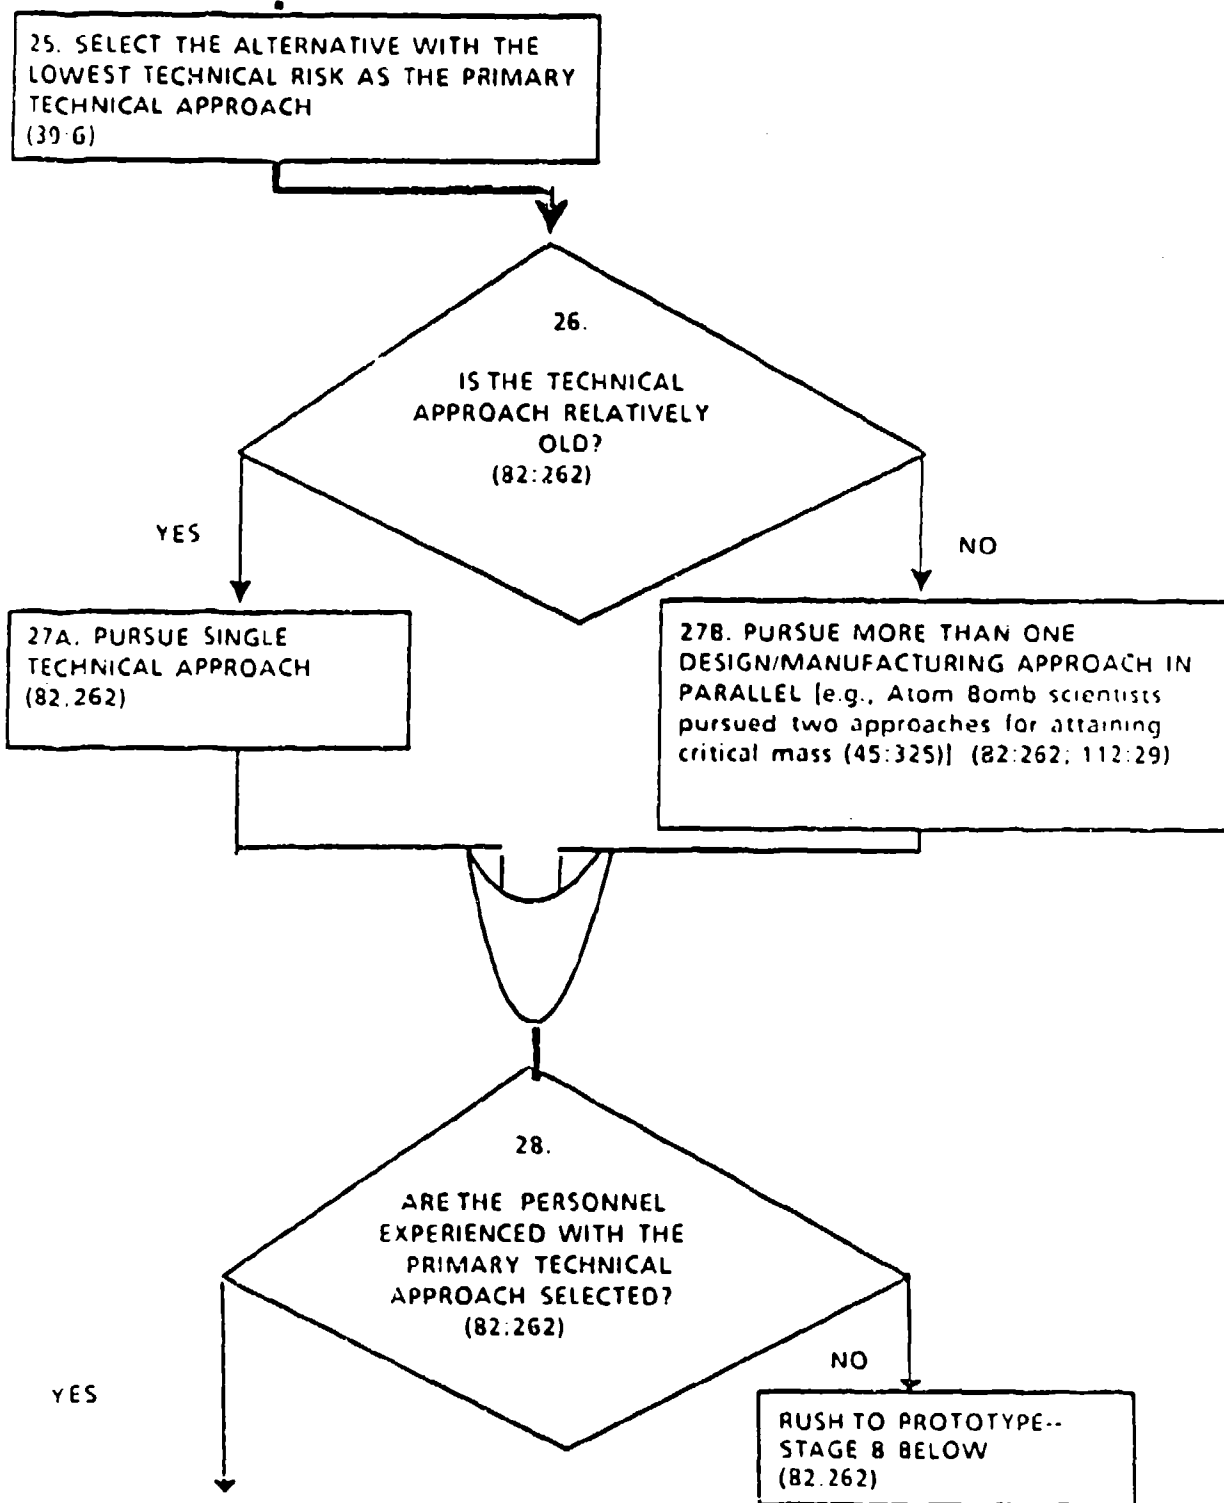 25. SELECT THE ALTERNATIVE WITH THE
LOWEST TECHNICAL RISK AS THE PRIMARY
TECHNICAL APPROACH
(39:6)
26.
IS THE TECHNICAL
APPROACH RELATIVELY
OLD?
(82:262)
YES
NO
27A. PURSUE SINGLE
TECHNICAL APPROACH
(82.262)
27B. PURSUE MORE THAN ONE
DESIGN/MANUFACTURING APPROACH IN
PARALLEL [e.g., Atom Bomb scientists
pursued two approaches for attaining
critical mass (45:325)] (82:262; 112:29)
28.
ARE THE PERSONNEL
EXPERIENCED WITH THE
PRIMARY TECHNICAL
APPROACH SELECTED?
(82:262)
YES
NO
RUSH TO PROTOTYPE--
STAGE 8 BELOW
(82.262)